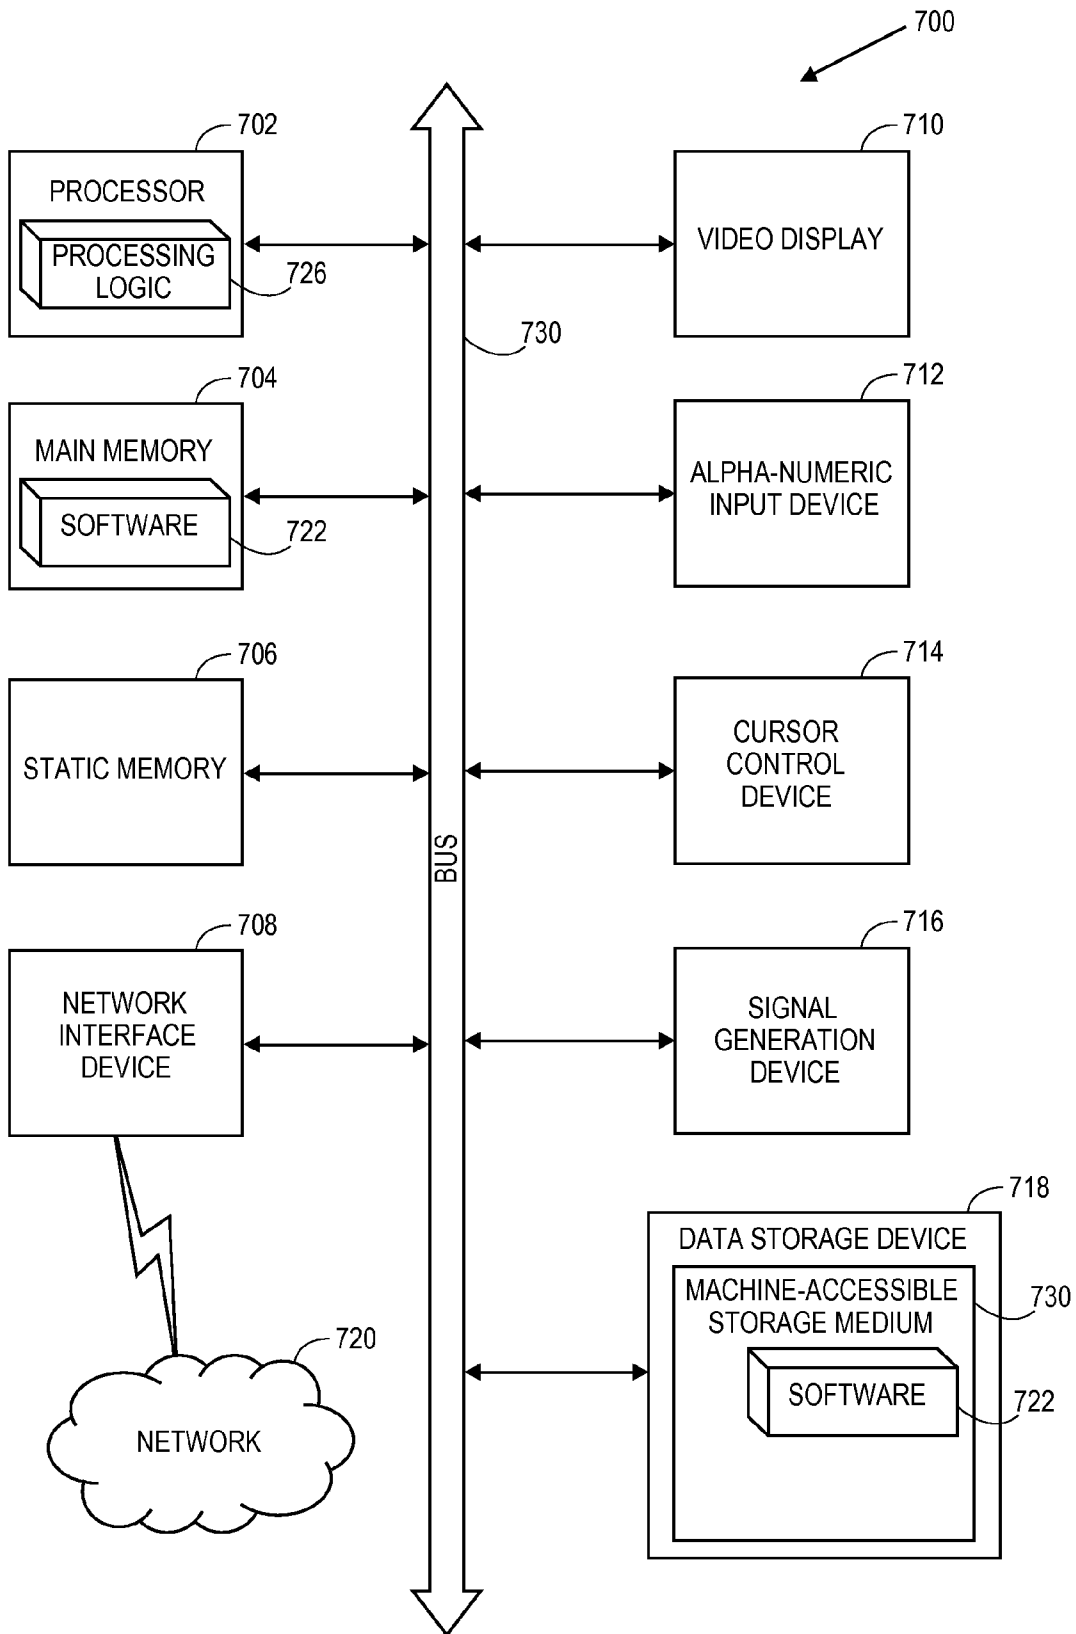 700
702
PROCESSOR
PROCESSING
LOGIC
726
710
VIDEO DISPLAY
730
704
MAIN MEMORY
SOFTWARE
722
712
ALPHA-NUMERIC
INPUT DEVICE
706
STATIC MEMORY
714
CURSOR
CONTROL
DEVICE
BUS
708
NETWORK
INTERFACE
DEVICE
716
SIGNAL
GENERATION
DEVICE
718
DATA STORAGE DEVICE
MACHINE-ACCESSIBLE
STORAGE MEDIUM
730
SOFTWARE
722
720
NETWORK